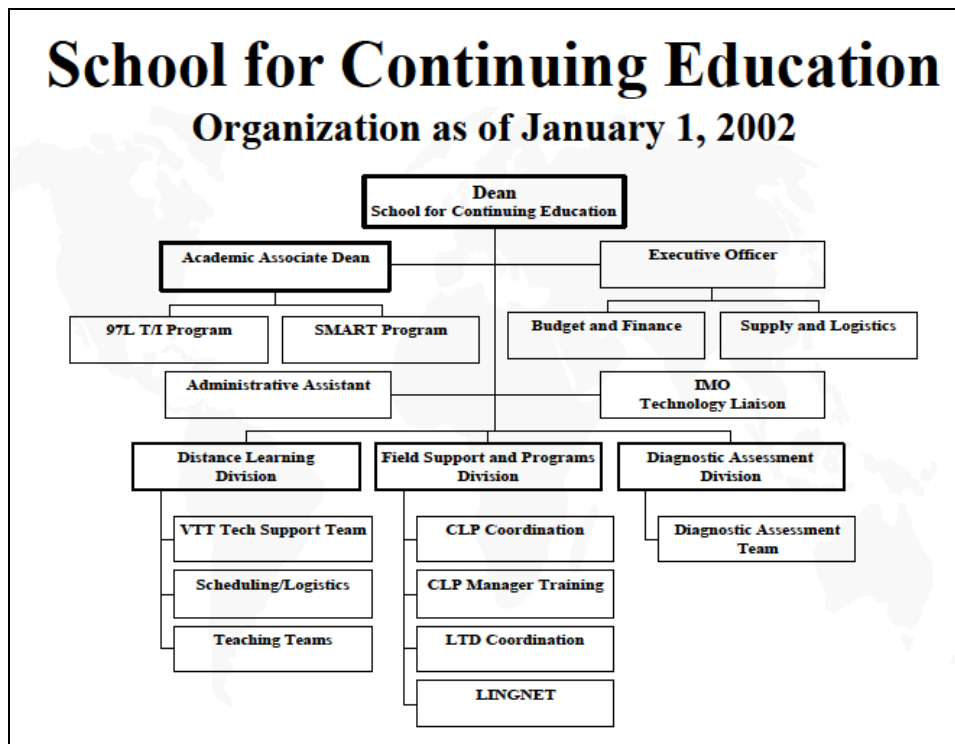 School for Continuing Education
Organization as of January 1, 2002
Dean
School for Continuing Education
Academic Associate Dean
Executive Officer
97L T/I Program
SMART Program
Budget and Finance
Supply and Logistics
Administrative Assistant
IMO
Technology Liaison
Distance Learning
Division
Field Support and Programs
Division
Diagnostic Assessment
Division
VTT Tech Support Team
Scheduling/Logistics
Teaching Teams
CLP Coordination
CLP Manager Training
LTD Coordination
LINGNET
Diagnostic Assessment
Team